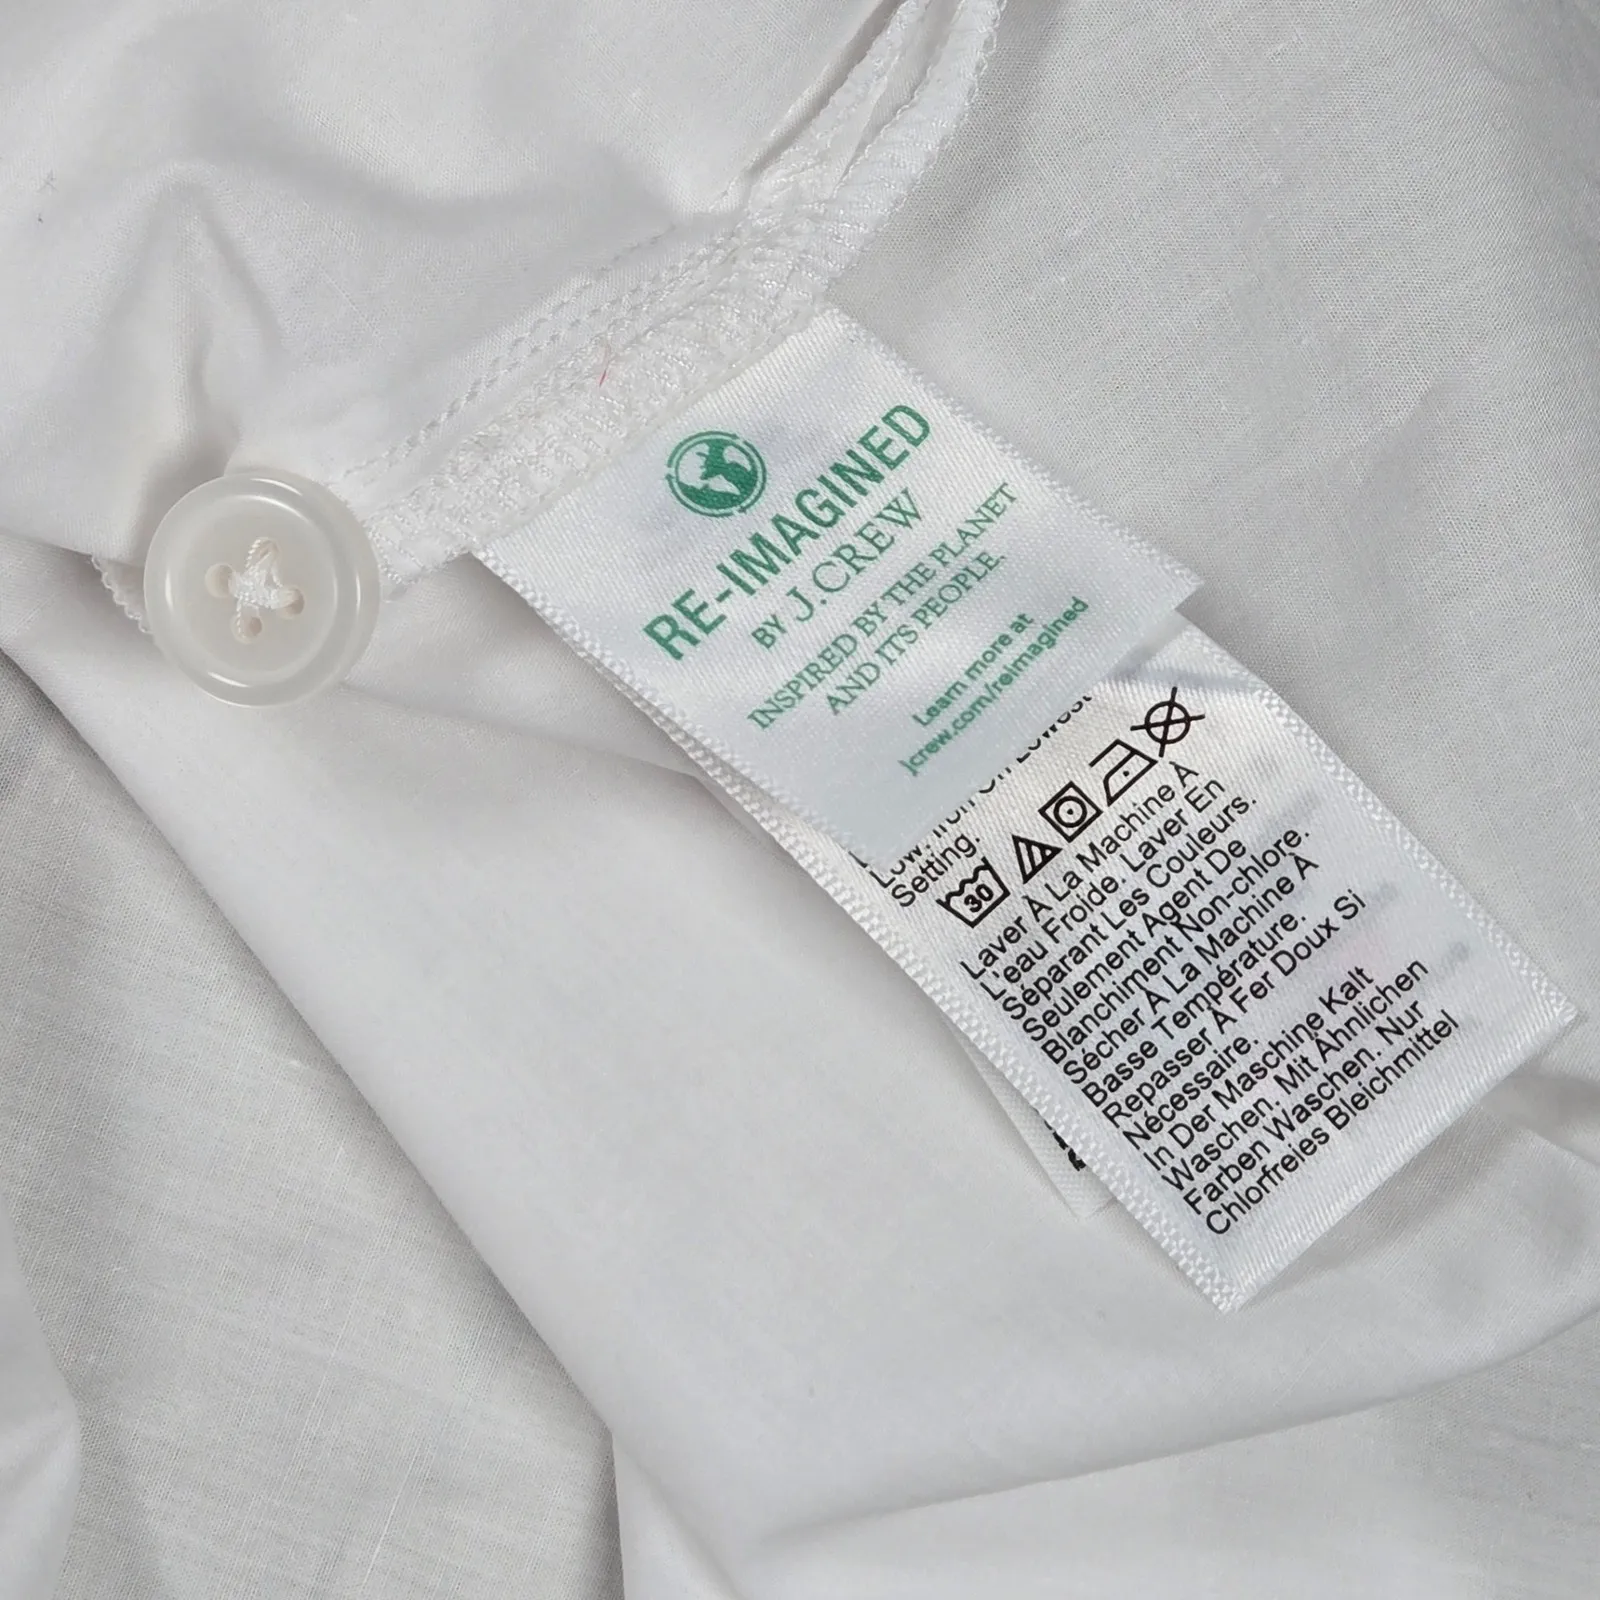 RE-IMAGINED
BY J.CREW
INSPIRED BY THE PLANET
AND ITS PEOPLE.
Learn more at
jcrew.com/reimagined
Low. Iron On Lowest
Setting.
30
Laver À La Machine À
L'eau Froide. Laver En
Séparant Les Couleurs.
Seulement Agent De
Blanchiment Non-chlore.
Sécher À La Machine À
Basse Température.
Repasser À Fer Doux Si
Nécessaire.
In Der Maschine Kalt
Waschen. Mit Ähnlichen
Farben Waschen. Nur
Chlorfreies Bleichmittel